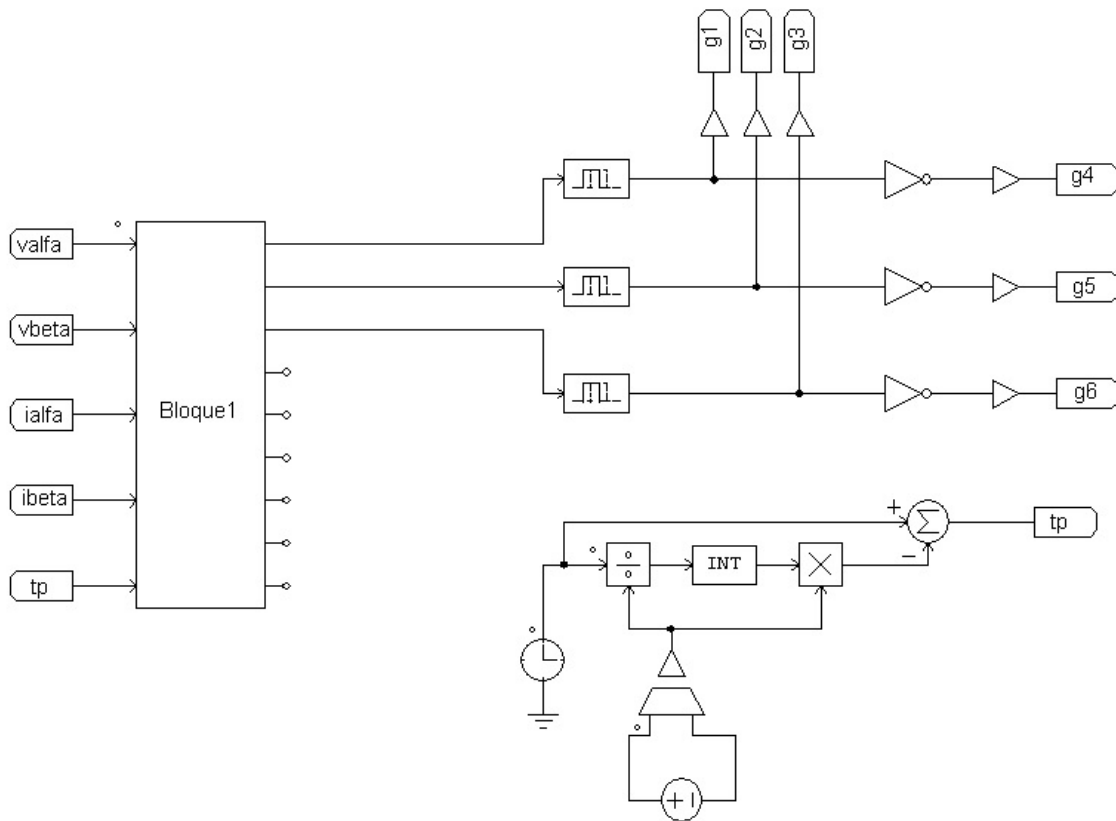 g1
g2
g3
g4
valfa
g5
vbeta
Bloque1
g6
ialfa
ibeta
+
Σ
tp
÷
INT
×
−
tp
+